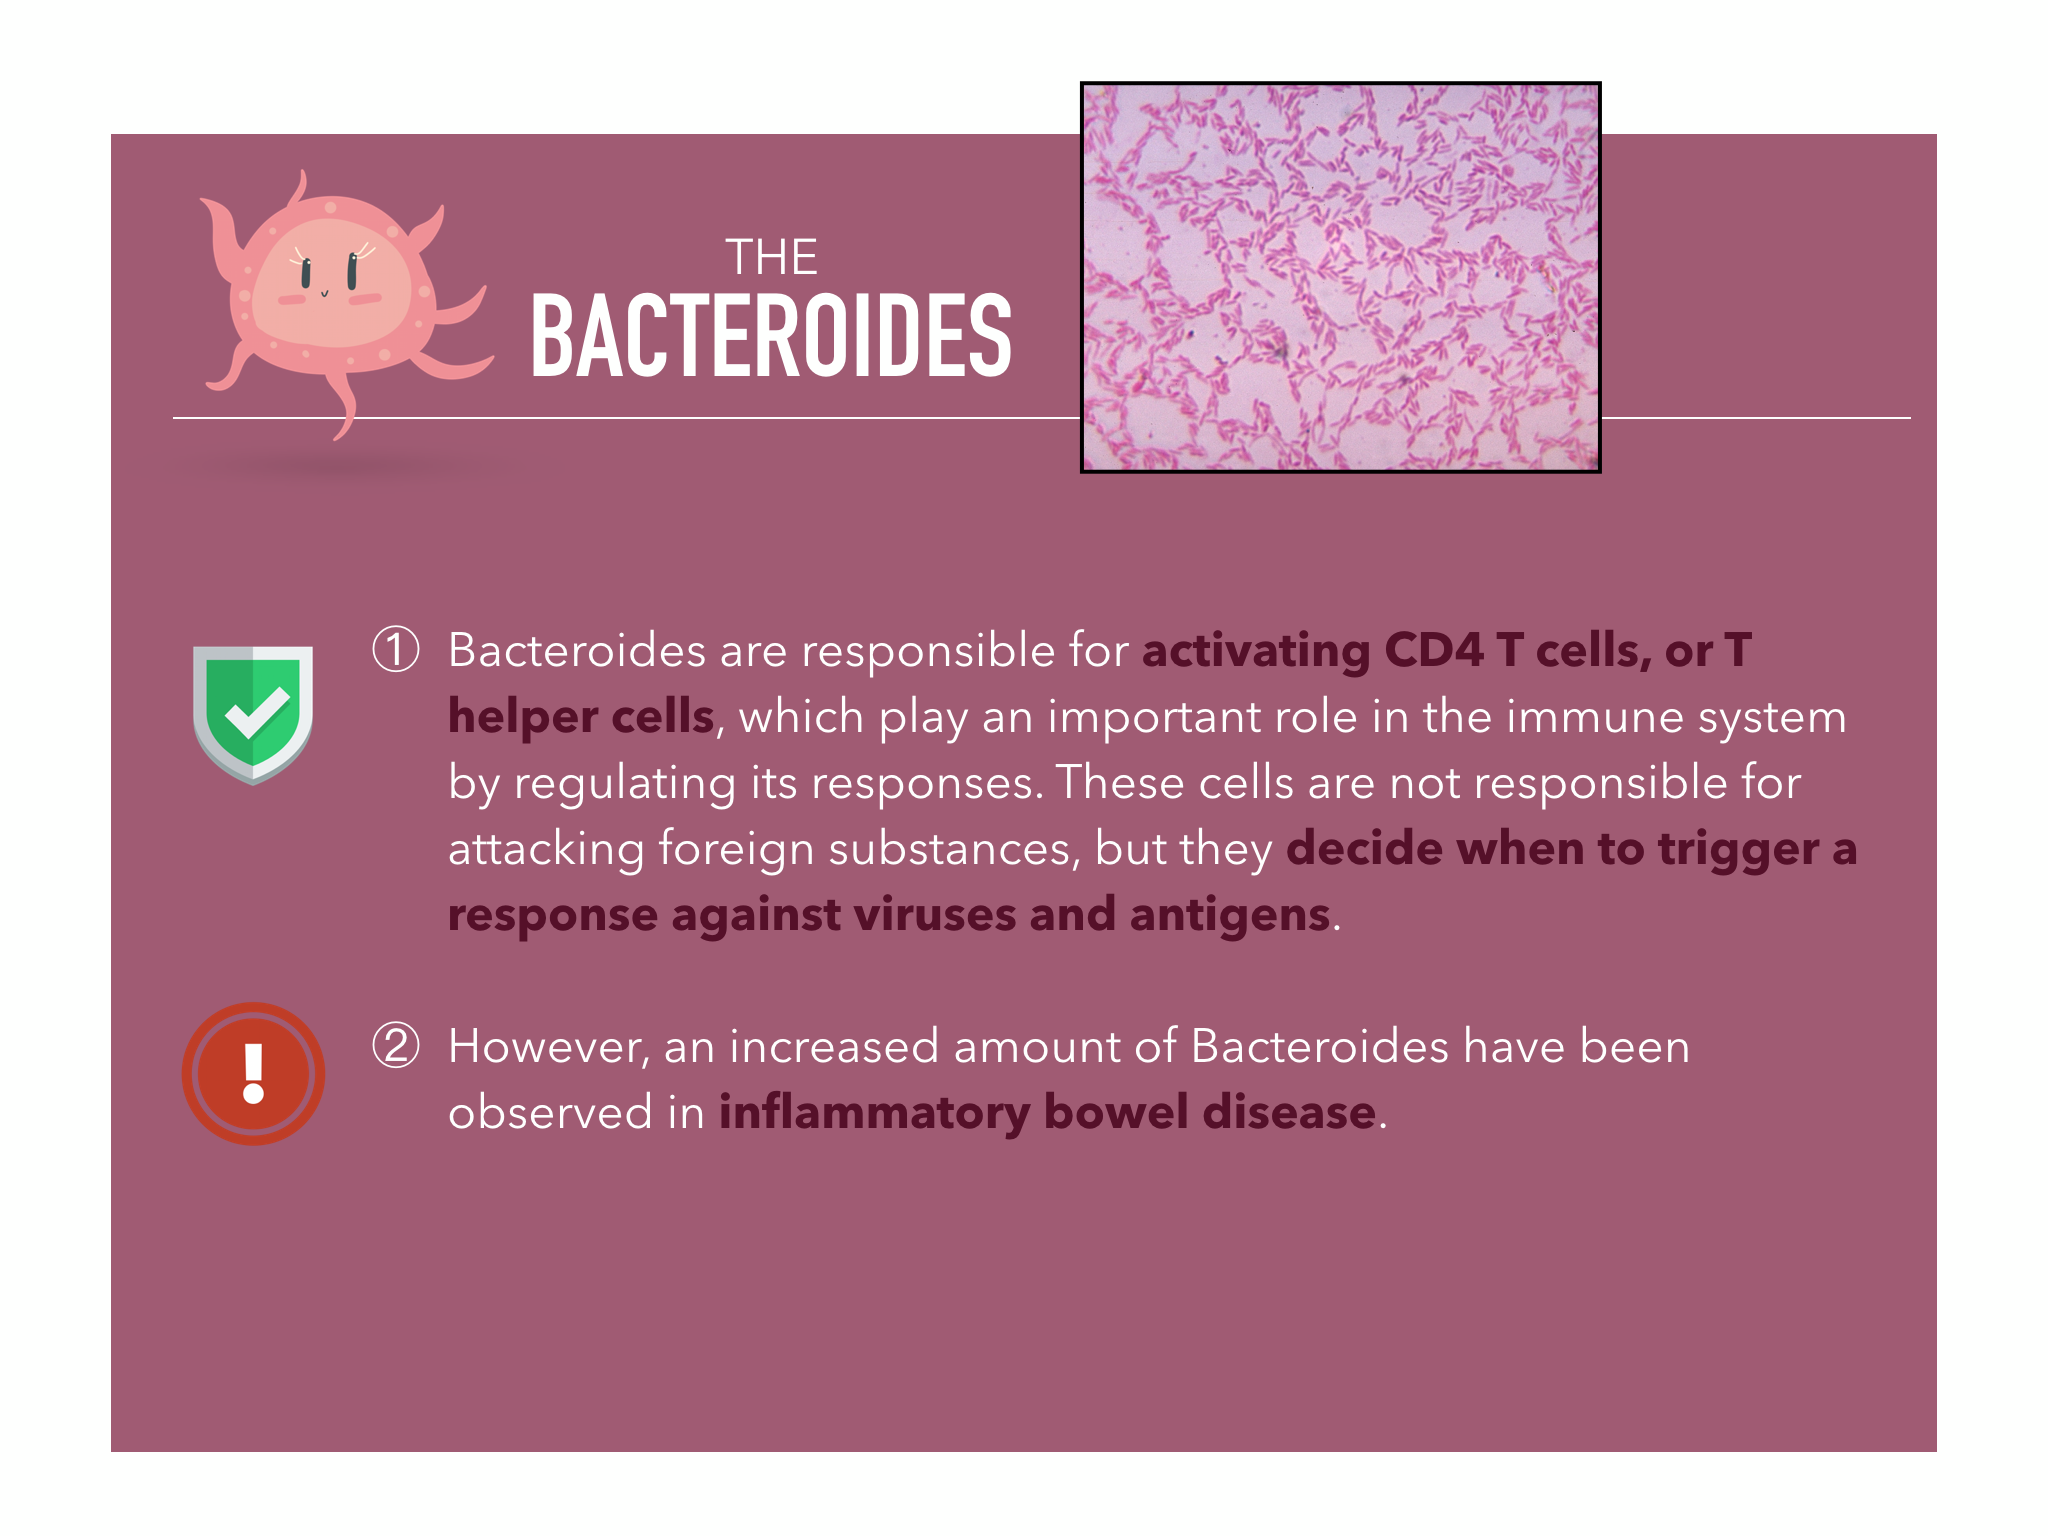 THE
BACTEROIDES
① Bacteroides are responsible for activating CD4 T cells, or T
helper cells, which play an important role in the immune system
by regulating its responses. These cells are not responsible for
attacking foreign substances, but they decide when to trigger a
response against viruses and antigens.
② However, an increased amount of Bacteroides have been
observed in inflammatory bowel disease.